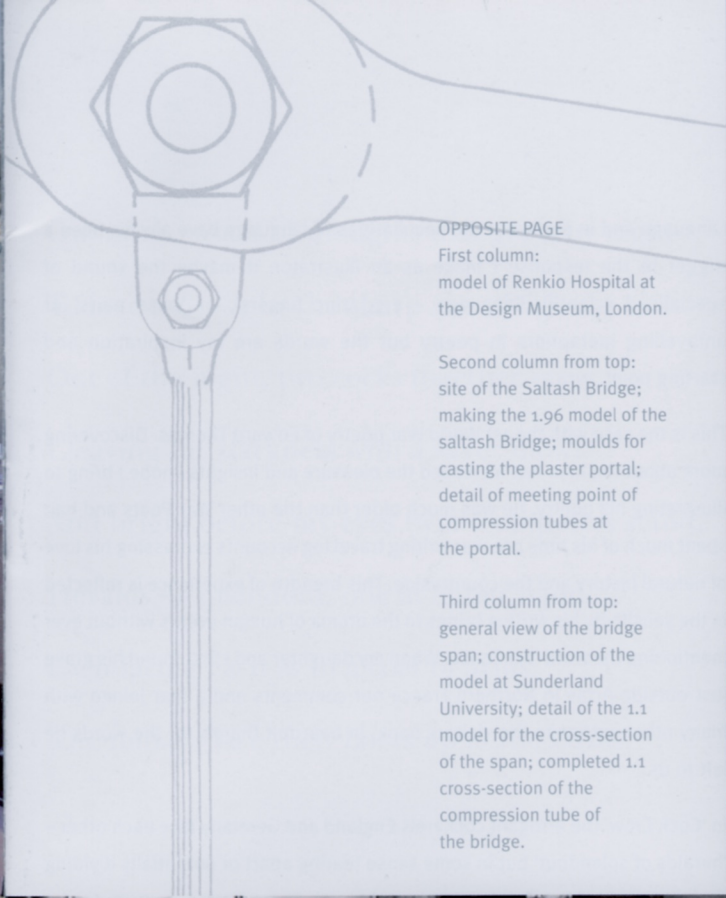 OPPOSITE PAGE
First column:
model of Renkio Hospital at
the Design Museum, London.
Second column from top:
site of the Saltash Bridge;
making the 1.96 model of the
saltash Bridge; moulds for
casting the plaster portal;
detail of meeting point of
compression tubes at
the portal.
Third column from top:
general view of the bridge
span; construction of the
model at Sunderland
University; detail of the 1.1
model for the cross-section
of the span; completed 1.1
cross-section of the
compression tube of
the bridge.